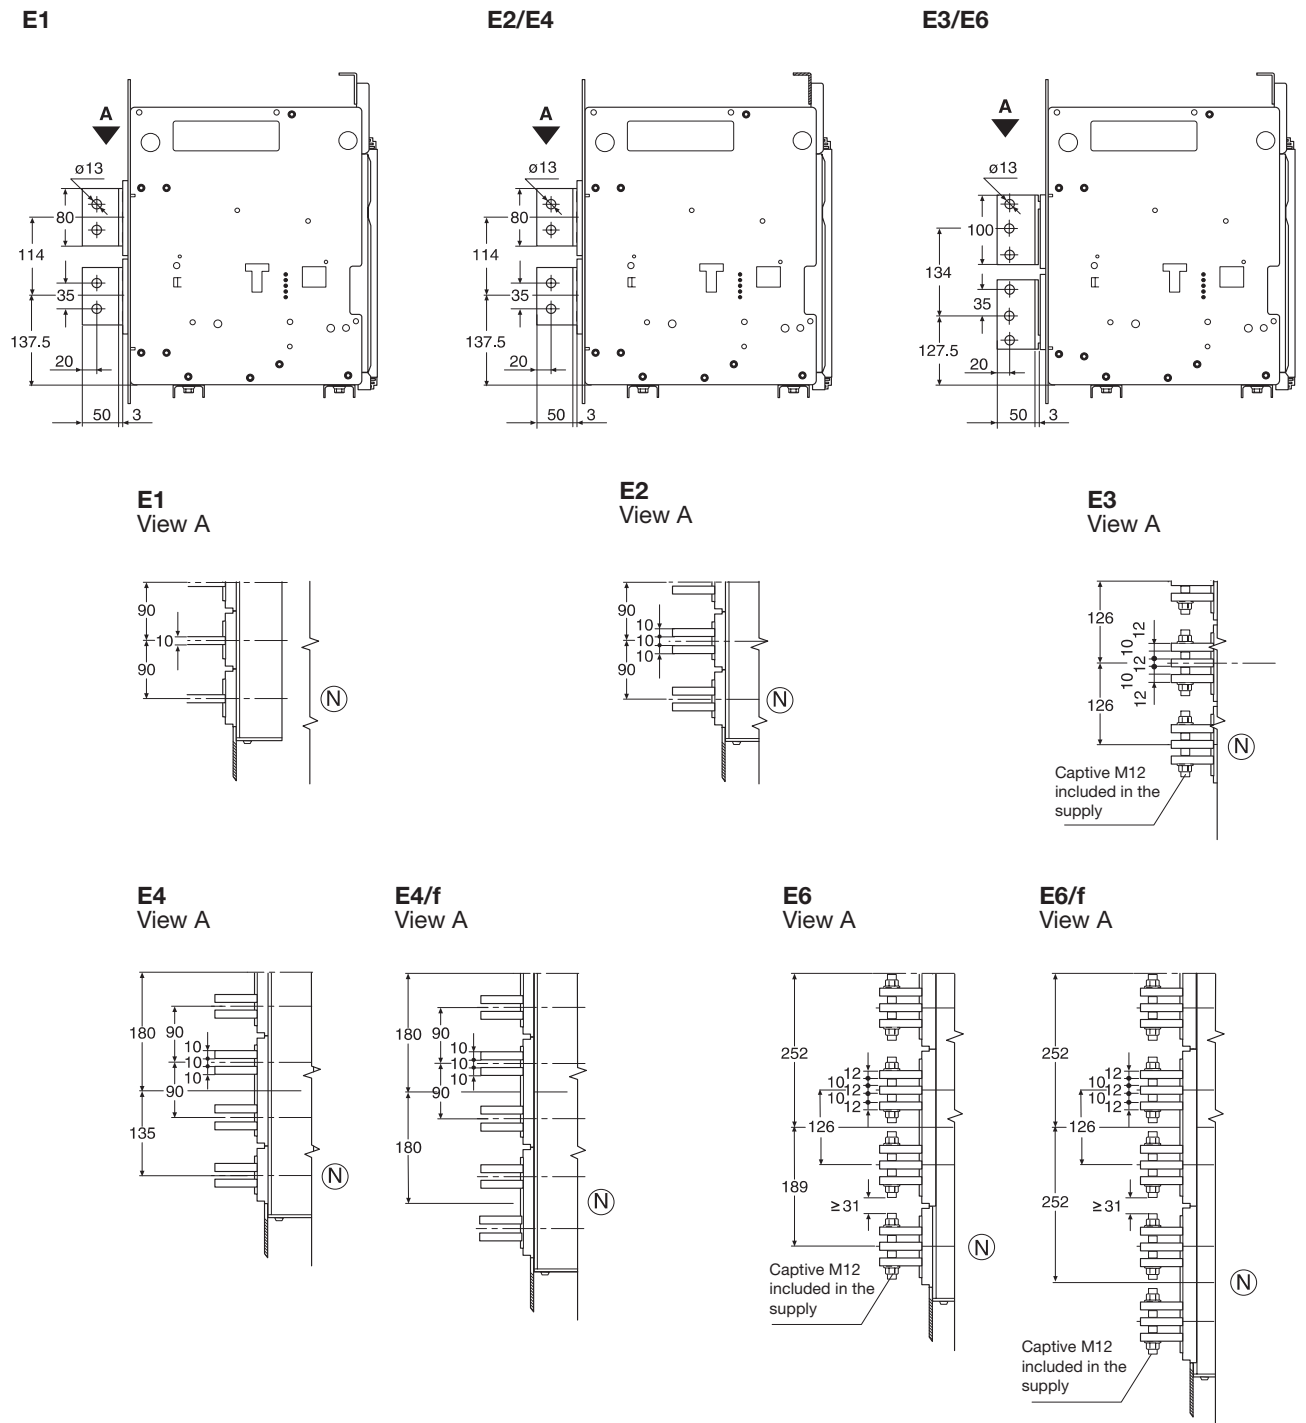 E1
E2/E4
E3/E6
A
ø13
80
114
35
137.5
20
50
3
A
ø13
80
114
35
137.5
20
50
3
A
ø13
100
134
35
127.5
20
50
3
E1
View A
90
10
90
N
E2
View A
90
10
10
10
90
N
E3
View A
126
12
10
12
10
12
126
N
Captive M12
included in the
supply
E4
View A
180
90
10
10
10
90
135
N
E4/f
View A
180
90
10
10
10
90
180
N
E6
View A
252
12
10
12
10
12
126
189
≥ 31
N
Captive M12
included in the
supply
E6/f
View A
252
12
10
12
10
12
126
252
≥ 31
N
Captive M12
included in the
supply